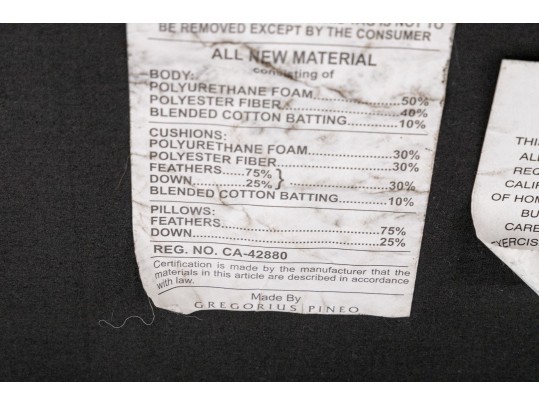 BE REMOVED EXCEPT BY THE CONSUMER
ALL NEW MATERIAL
consisting of
BODY:
POLYURETHANE FOAM....................50%
POLYESTER FIBER..........................40%
BLENDED COTTON BATTING...........10%
CUSHIONS:
POLYURETHANE FOAM....................30%
POLYESTER FIBER..........................30%
FEATHERS......75%
DOWN............25% } .......................30%
BLENDED COTTON BATTING...........10%
PILLOWS:
FEATHERS.....................................75%
DOWN............................................25%
REG. NO. CA-42880
Certification is made by the manufacturer that the
materials in this article are described in accordance
with law.
Made By
GREGORIUS|PINEO
THI
ALL
REC
CALIF
OF HOM
BU
CARE
EXERCIS